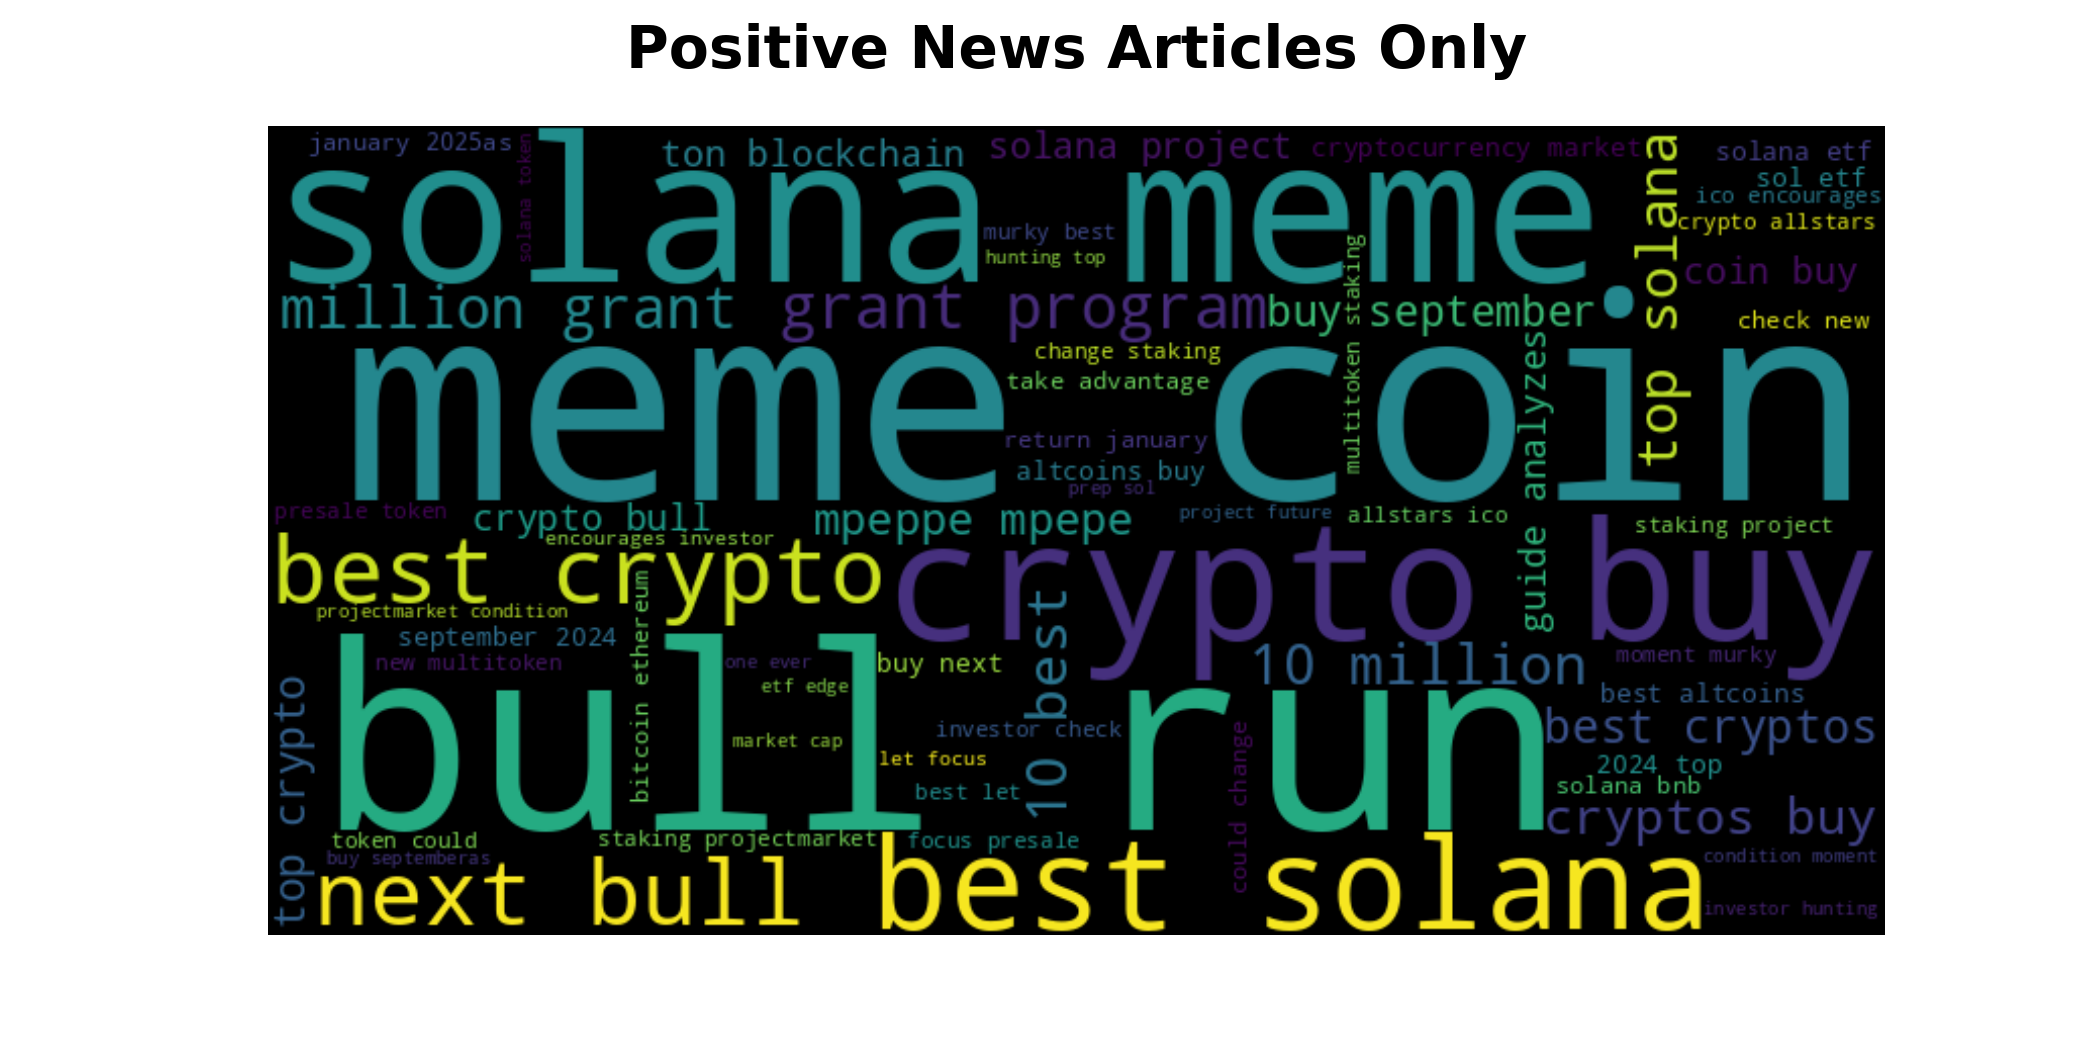 Positive News Articles Only
january 2025as
solana token
ton blockchain
solana project
cryptocurrency market
solana etf
sol etf
ico encourages
crypto allstars
solana meme
murky best
hunting top
top solana
coin buy
million grant
grant program
buy september
check new
multitoken staking
change staking
take advantage
meme coin
guide analyzes
return january
altcoins buy
prep sol
presale token
crypto bull
mpeppe mpepe
project future
allstars ico
staking project
encourages investor
best crypto
crypto buy
projectmarket condition
september 2024
bitcoin ethereum
new multitoken
one ever
buy next
10 best
10 million
moment murky
etf edge
best altcoins
top crypto
bull run
investor check
best cryptos
market cap
let focus
could change
2024 top
solana bnb
best let
cryptos buy
token could
staking projectmarket
focus presale
buy septemberas
condition moment
next bull
best solana
investor hunting